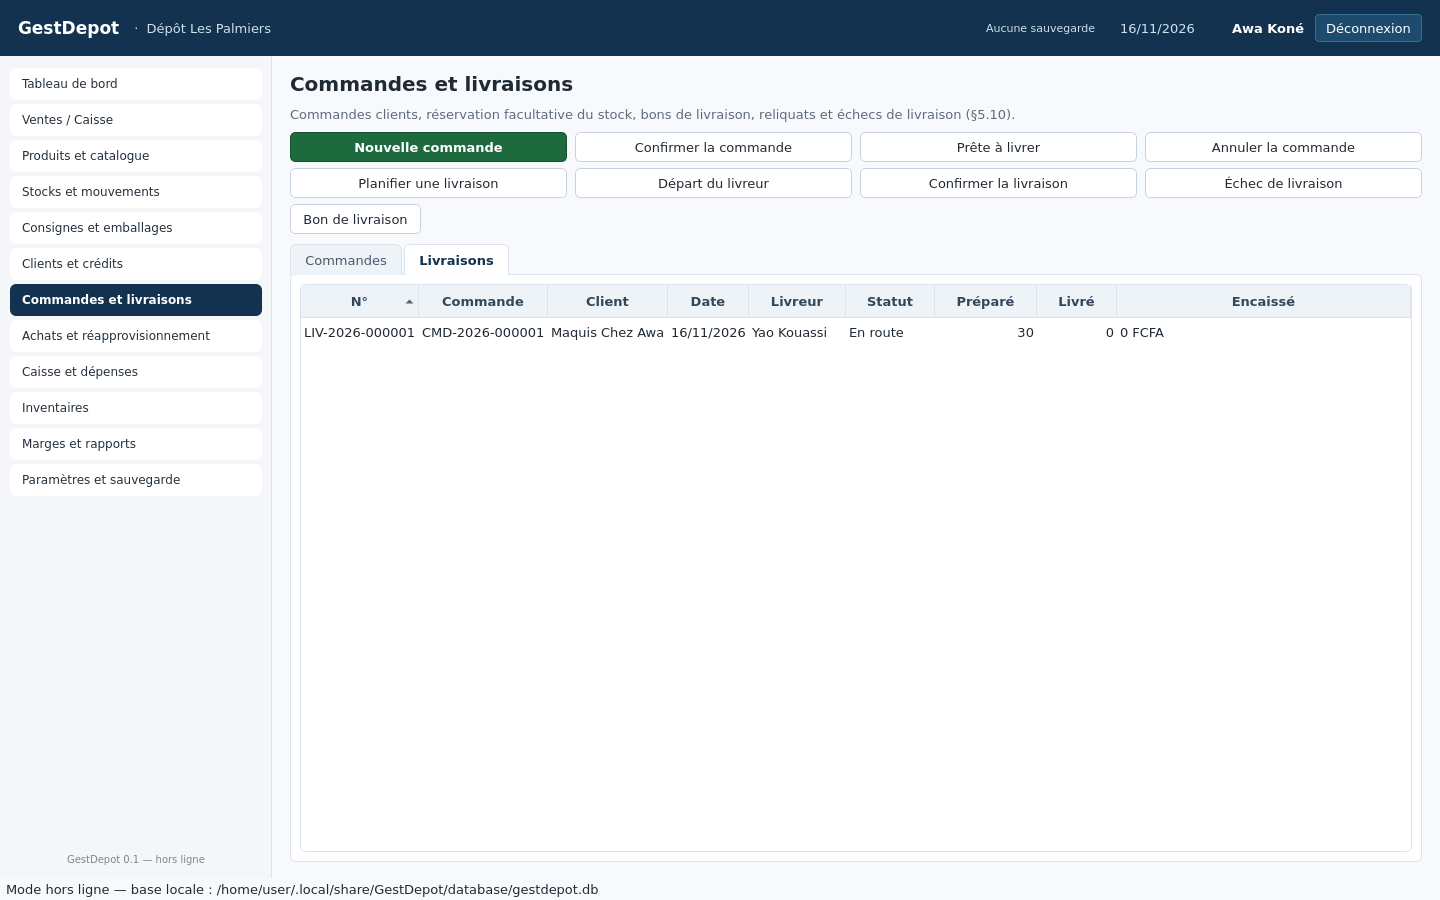 GestDepot · Dépôt Les Palmiers Aucune sauvegarde 16/11/2026 Awa Koné Déconnexion
Tableau de bord
Ventes / Caisse
Produits et catalogue
Stocks et mouvements
Consignes et emballages
Clients et crédits
Commandes et livraisons
Achats et réapprovisionnement
Caisse et dépenses
Inventaires
Marges et rapports
Paramètres et sauvegarde
GestDepot 0.1 — hors ligne
Commandes et livraisons
Commandes clients, réservation facultative du stock, bons de livraison, reliquats et échecs de livraison (§5.10).
Nouvelle commande Confirmer la commande Prête à livrer Annuler la commande
Planifier une livraison Départ du livreur Confirmer la livraison Échec de livraison
Bon de livraison
Commandes Livraisons
N° Commande Client Date Livreur Statut Préparé Livré Encaissé
LIV-2026-000001 CMD-2026-000001 Maquis Chez Awa 16/11/2026 Yao Kouassi En route 30 0 0 FCFA
Mode hors ligne — base locale : /home/user/.local/share/GestDepot/database/gestdepot.db